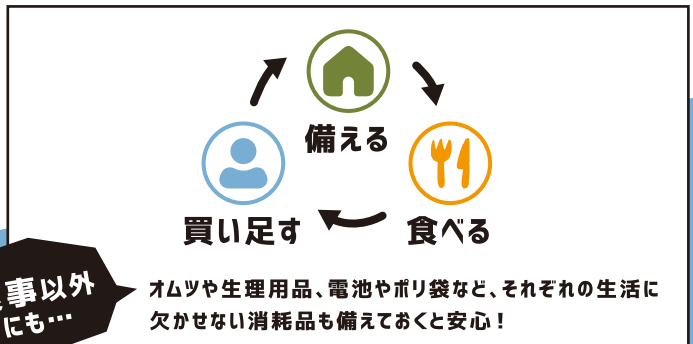 備える
買い足す
食べる
事以外
にも…
オムツや生理用品、電池やポリ袋など、それぞれの生活に
欠かせない消耗品も備えておくと安心！